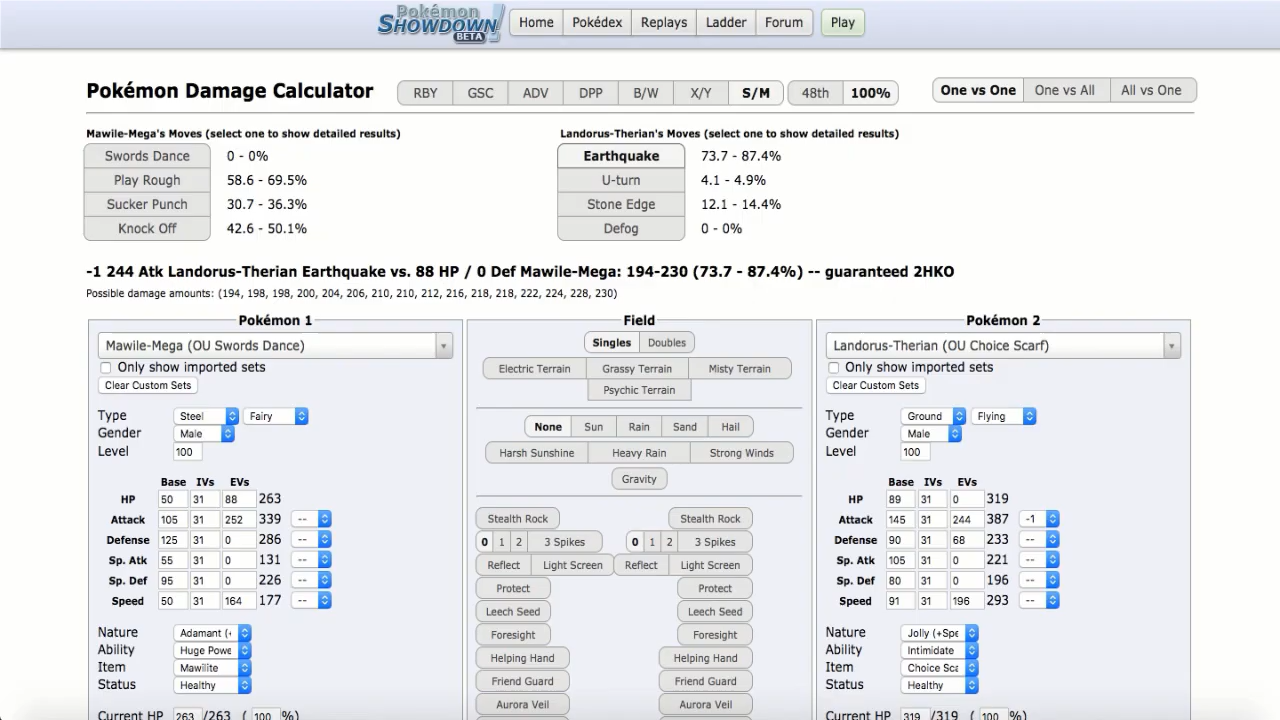 Pokémon
SHOWDOWN!
BETA
Home Pokédex Replays Ladder Forum Play
Pokémon Damage Calculator RBY GSC ADV DPP B/W X/Y S/M 48th 100% One vs One One vs All All vs One
Mawile-Mega's Moves (select one to show detailed results) Landorus-Therian's Moves (select one to show detailed results)
Swords Dance 0 - 0% Earthquake 73.7 - 87.4%
Play Rough 58.6 - 69.5% U-turn 4.1 - 4.9%
Sucker Punch 30.7 - 36.3% Stone Edge 12.1 - 14.4%
Knock Off 42.6 - 50.1% Defog 0 - 0%
-1 244 Atk Landorus-Therian Earthquake vs. 88 HP / 0 Def Mawile-Mega: 194-230 (73.7 - 87.4%) -- guaranteed 2HKO
Possible damage amounts: (194, 198, 198, 200, 204, 206, 210, 210, 212, 216, 218, 218, 222, 224, 228, 230)
Pokémon 1
Mawile-Mega (OU Swords Dance)
Only show imported sets
Clear Custom Sets
Type Steel Fairy
Gender Male
Level 100
Base IVs EVs
HP 50 31 88 263
Attack 105 31 252 339 --
Defense 125 31 0 286 --
Sp. Atk 55 31 0 131 --
Sp. Def 95 31 0 226 --
Speed 50 31 164 177 --
Nature Adamant (+
Ability Huge Powe
Item Mawilite
Status Healthy
Current HP 263 /263 ( 100 %)
Field
Singles Doubles
Electric Terrain Grassy Terrain Misty Terrain
Psychic Terrain
None Sun Rain Sand Hail
Harsh Sunshine Heavy Rain Strong Winds
Gravity
Stealth Rock Stealth Rock
0 1 2 3 Spikes 0 1 2 3 Spikes
Reflect Light Screen Reflect Light Screen
Protect Protect
Leech Seed Leech Seed
Foresight Foresight
Helping Hand Helping Hand
Friend Guard Friend Guard
Aurora Veil Aurora Veil
Pokémon 2
Landorus-Therian (OU Choice Scarf)
Only show imported sets
Clear Custom Sets
Type Ground Flying
Gender Male
Level 100
Base IVs EVs
HP 89 31 0 319
Attack 145 31 244 387 -1
Defense 90 31 68 233 --
Sp. Atk 105 31 0 221 --
Sp. Def 80 31 0 196 --
Speed 91 31 196 293 --
Nature Jolly (+Spe
Ability Intimidate
Item Choice Sca
Status Healthy
Current HP 319 /319 ( 100 %)